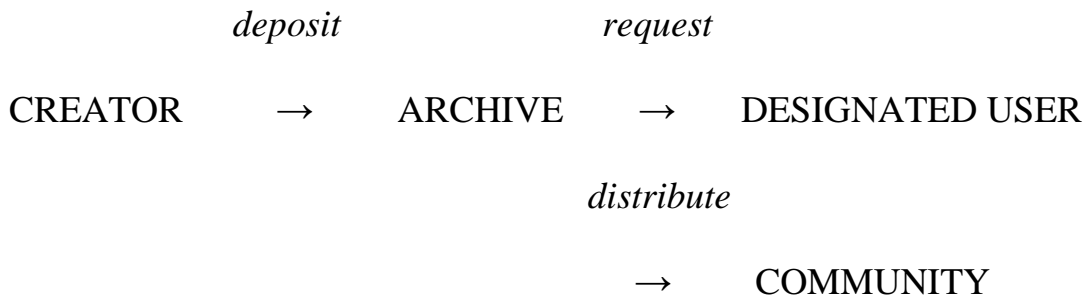 deposit request
CREATOR → ARCHIVE → DESIGNATED USER
distribute
→ COMMUNITY